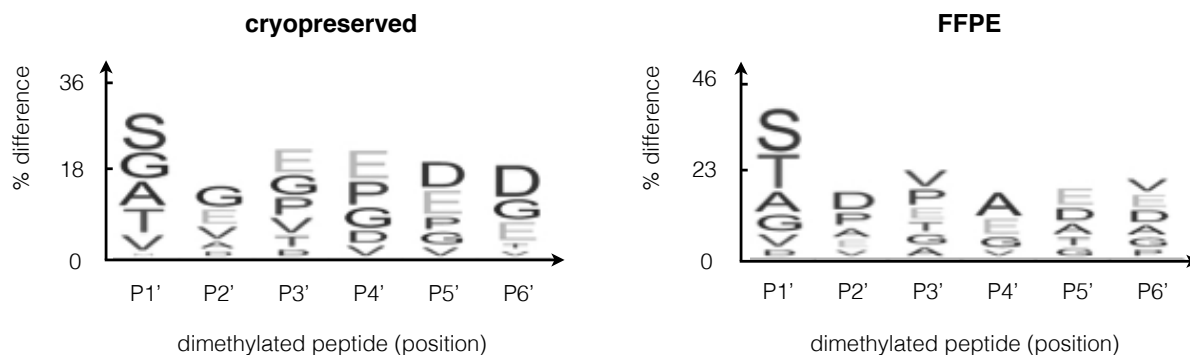 cryopreserved
% difference
36
18
0
S
G
A
T
V
G
E
V
A
E
G
P
V
T
E
P
G
D
V
D
E
P
G
V
D
G
E
T
V
P1' P2' P3' P4' P5' P6'
dimethylated peptide (position)
FFPE
% difference
46
23
0
S
T
A
G
V
D
P
A
E
V
V
P
E
T
G
A
A
E
G
V
E
D
A
T
G
V
E
D
A
G
P
P1' P2' P3' P4' P5' P6'
dimethylated peptide (position)